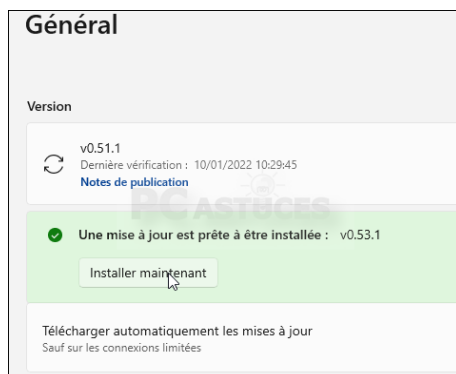 Général
Version
v0.51.1
Dernière vérification : 10/01/2022 10:29:45
Notes de publication
PC ASTUCES
Une mise à jour est prête à être installée : v0.53.1
Installer maintenant
Télécharger automatiquement les mises à jour
Sauf sur les connexions limitées